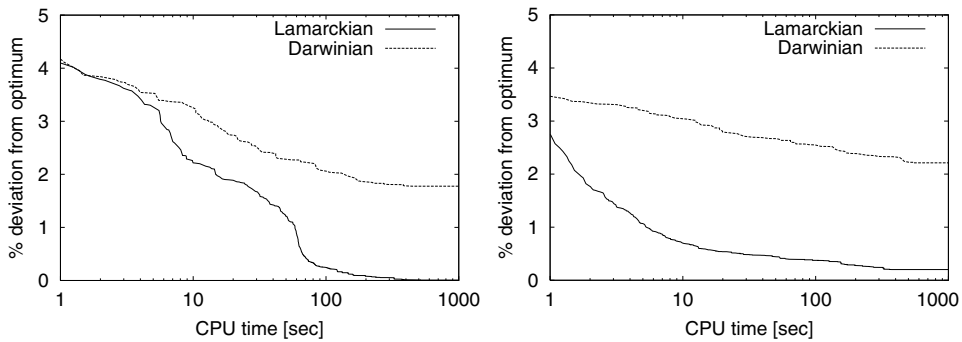 5
4
3
2
1
0
% deviation from optimum
Lamarckian
Darwinian
1 10 100 1000
CPU time [sec]
5
4
3
2
1
0
% deviation from optimum
Lamarckian
Darwinian
1 10 100 1000
CPU time [sec]